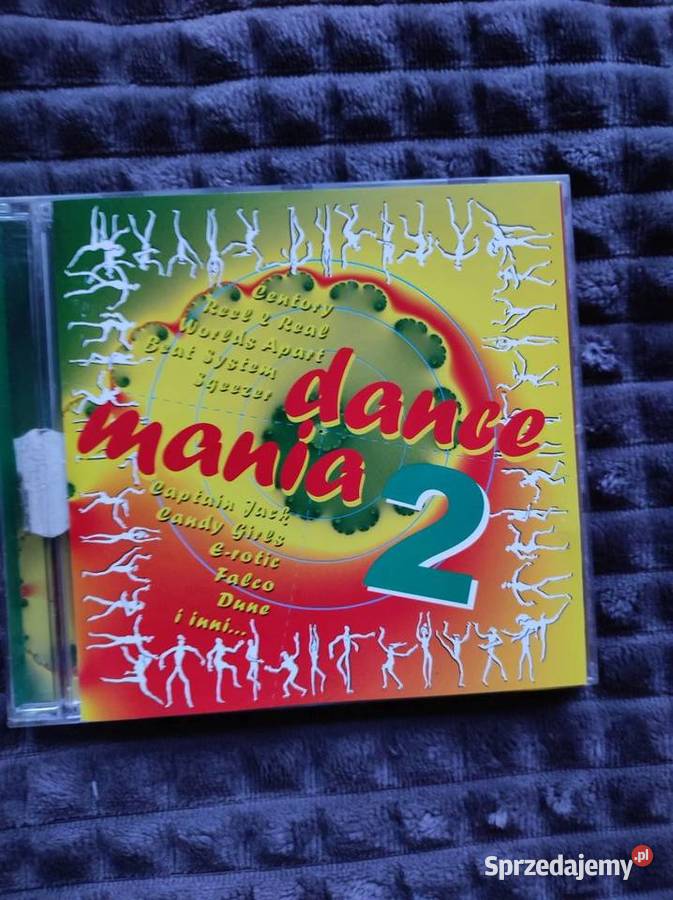 Centory
Reel 2 Real
Worlds Apart
Beat System
Sqeezer
dance
mania
2
Captain Jack
Candy Girls
E-rotic
Falco
Dune
i inni...
Sprzedajemy.pl